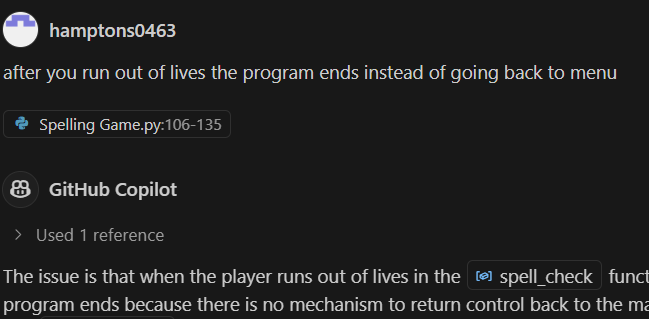 hamptons0463
after you run out of lives the program ends instead of going back to menu
Spelling Game.py:106-135
GitHub Copilot
Used 1 reference
The issue is that when the player runs out of lives in the spell_check funct
program ends because there is no mechanism to return control back to the ma